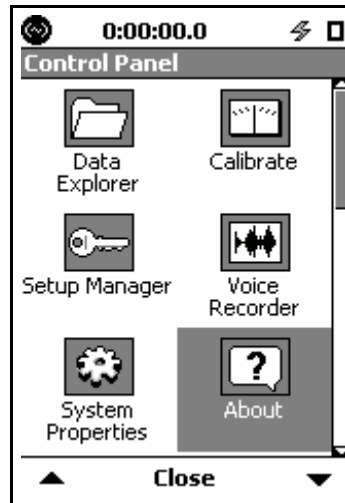 0:00:00.0
Control Panel
Data
Explorer
Calibrate
Setup Manager
Voice
Recorder
System
Properties
?
About
Close